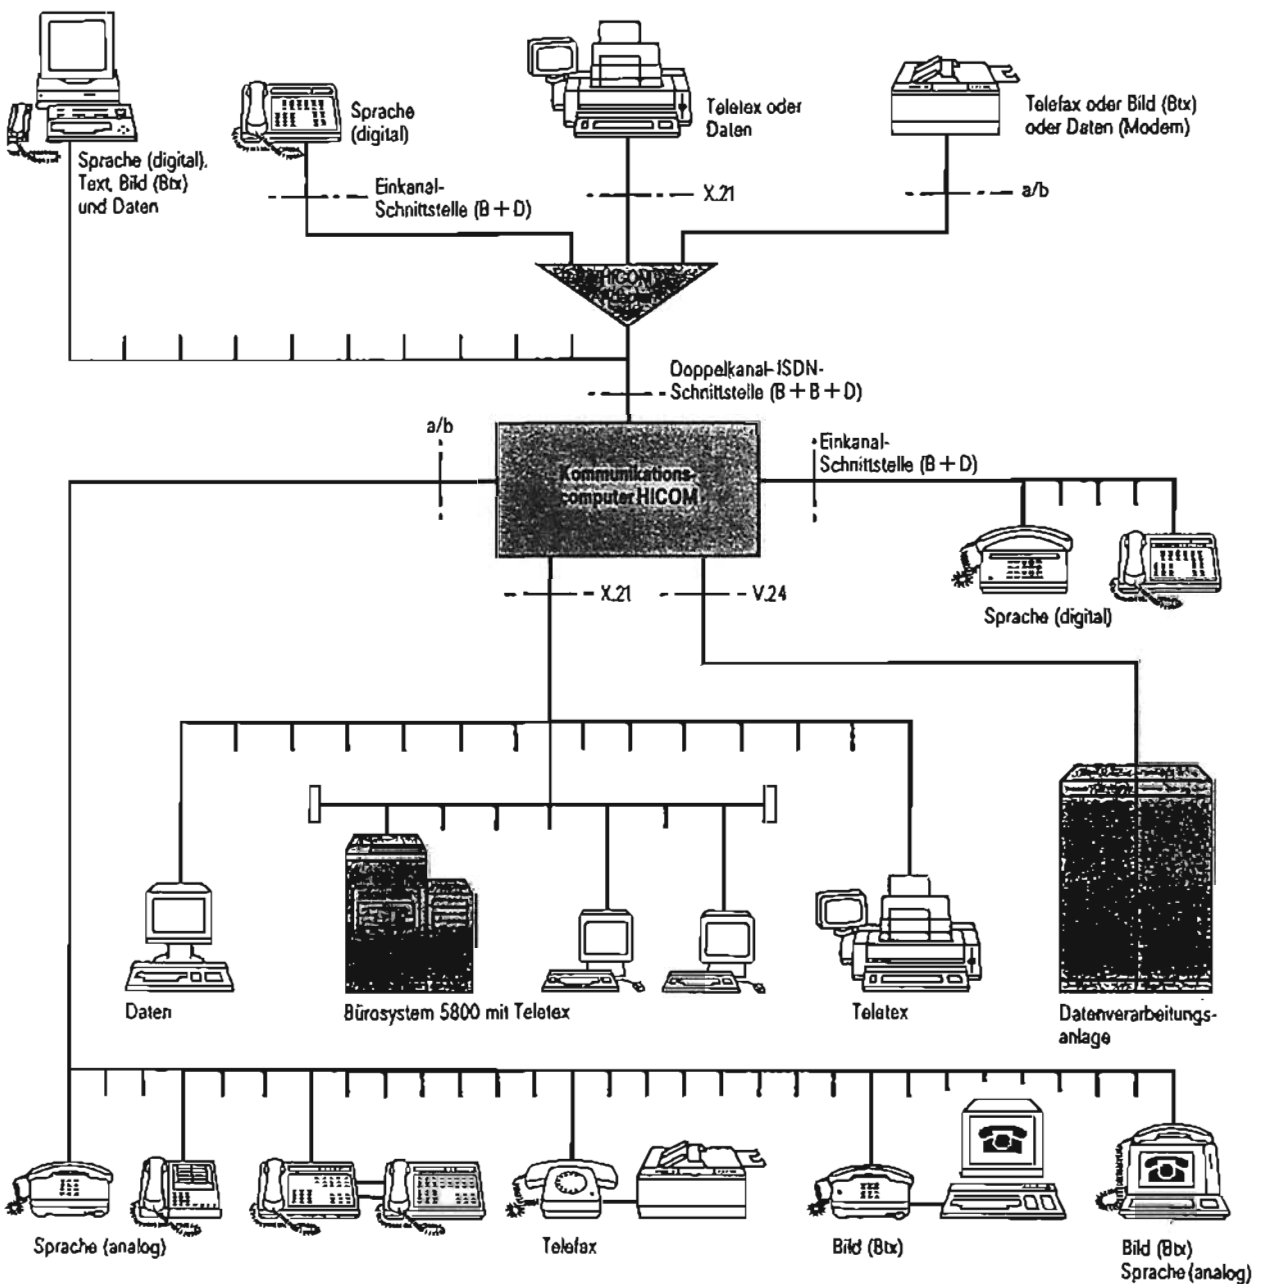 Sprache (digital),
Text, Bild (Btx)
und Daten
Sprache
(digital)
Teletex oder
Daten
Telefax oder Bild (Btx)
oder Daten (Modem)
Einkanal-
Schnittstelle (B+D)
X.21
a/b
HICOM
Doppelkanal-ISDN-
Schnittstelle (B+B+D)
a/b
Kommunikations-
computer HICOM
Einkanal-
Schnittstelle (B+D)
Sprache (digital)
X.21
V.24
Daten
Bürosystem 5800 mit Teletex
Teletex
Datenverarbeitungs-
anlage
Sprache (analog)
Telefax
Bild (Btx)
Bild (Btx)
Sprache (analog)